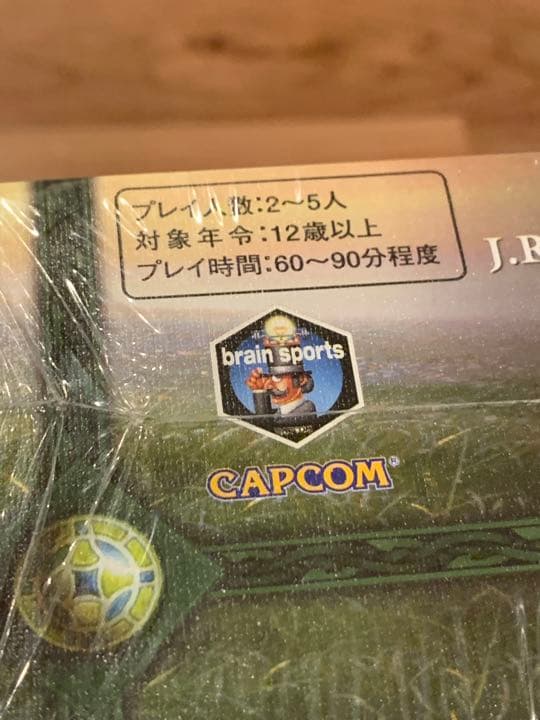 プレイ人数:2～5人
対象年令:12歳以上
プレイ時間:60～90分程度
J.R
brain sports
CAPCOM®